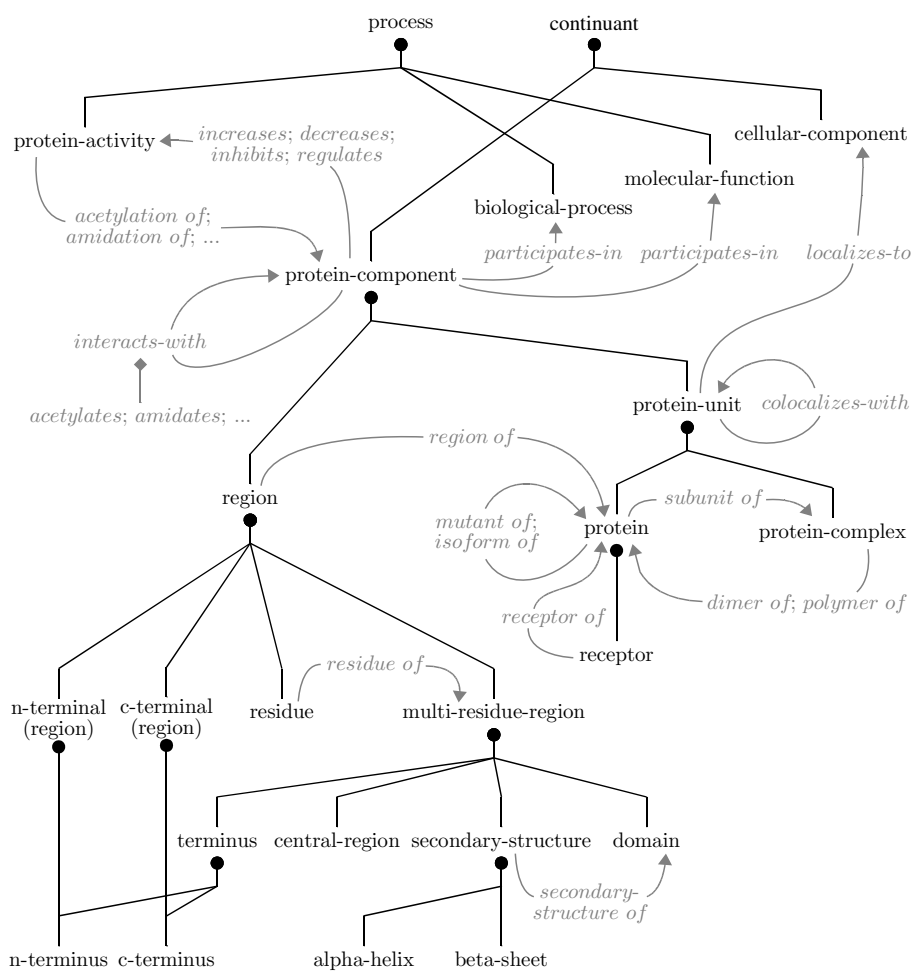 process
continuant
protein-activity
increases; decreases;
inhibits; regulates
cellular-component
molecular-function
biological-process
acetylation of;
amidation of; ...
participates-in
participates-in
localizes-to
protein-component
interacts-with
acetylates; amidates; ...
protein-unit
colocalizes-with
region of
region
mutant of;
isoform of
protein
subunit of
protein-complex
dimer of; polymer of
receptor of
receptor
residue of
n-terminal
(region)
c-terminal
(region)
residue
multi-residue-region
terminus
central-region
secondary-structure
domain
secondary-
structure of
n-terminus
c-terminus
alpha-helix
beta-sheet